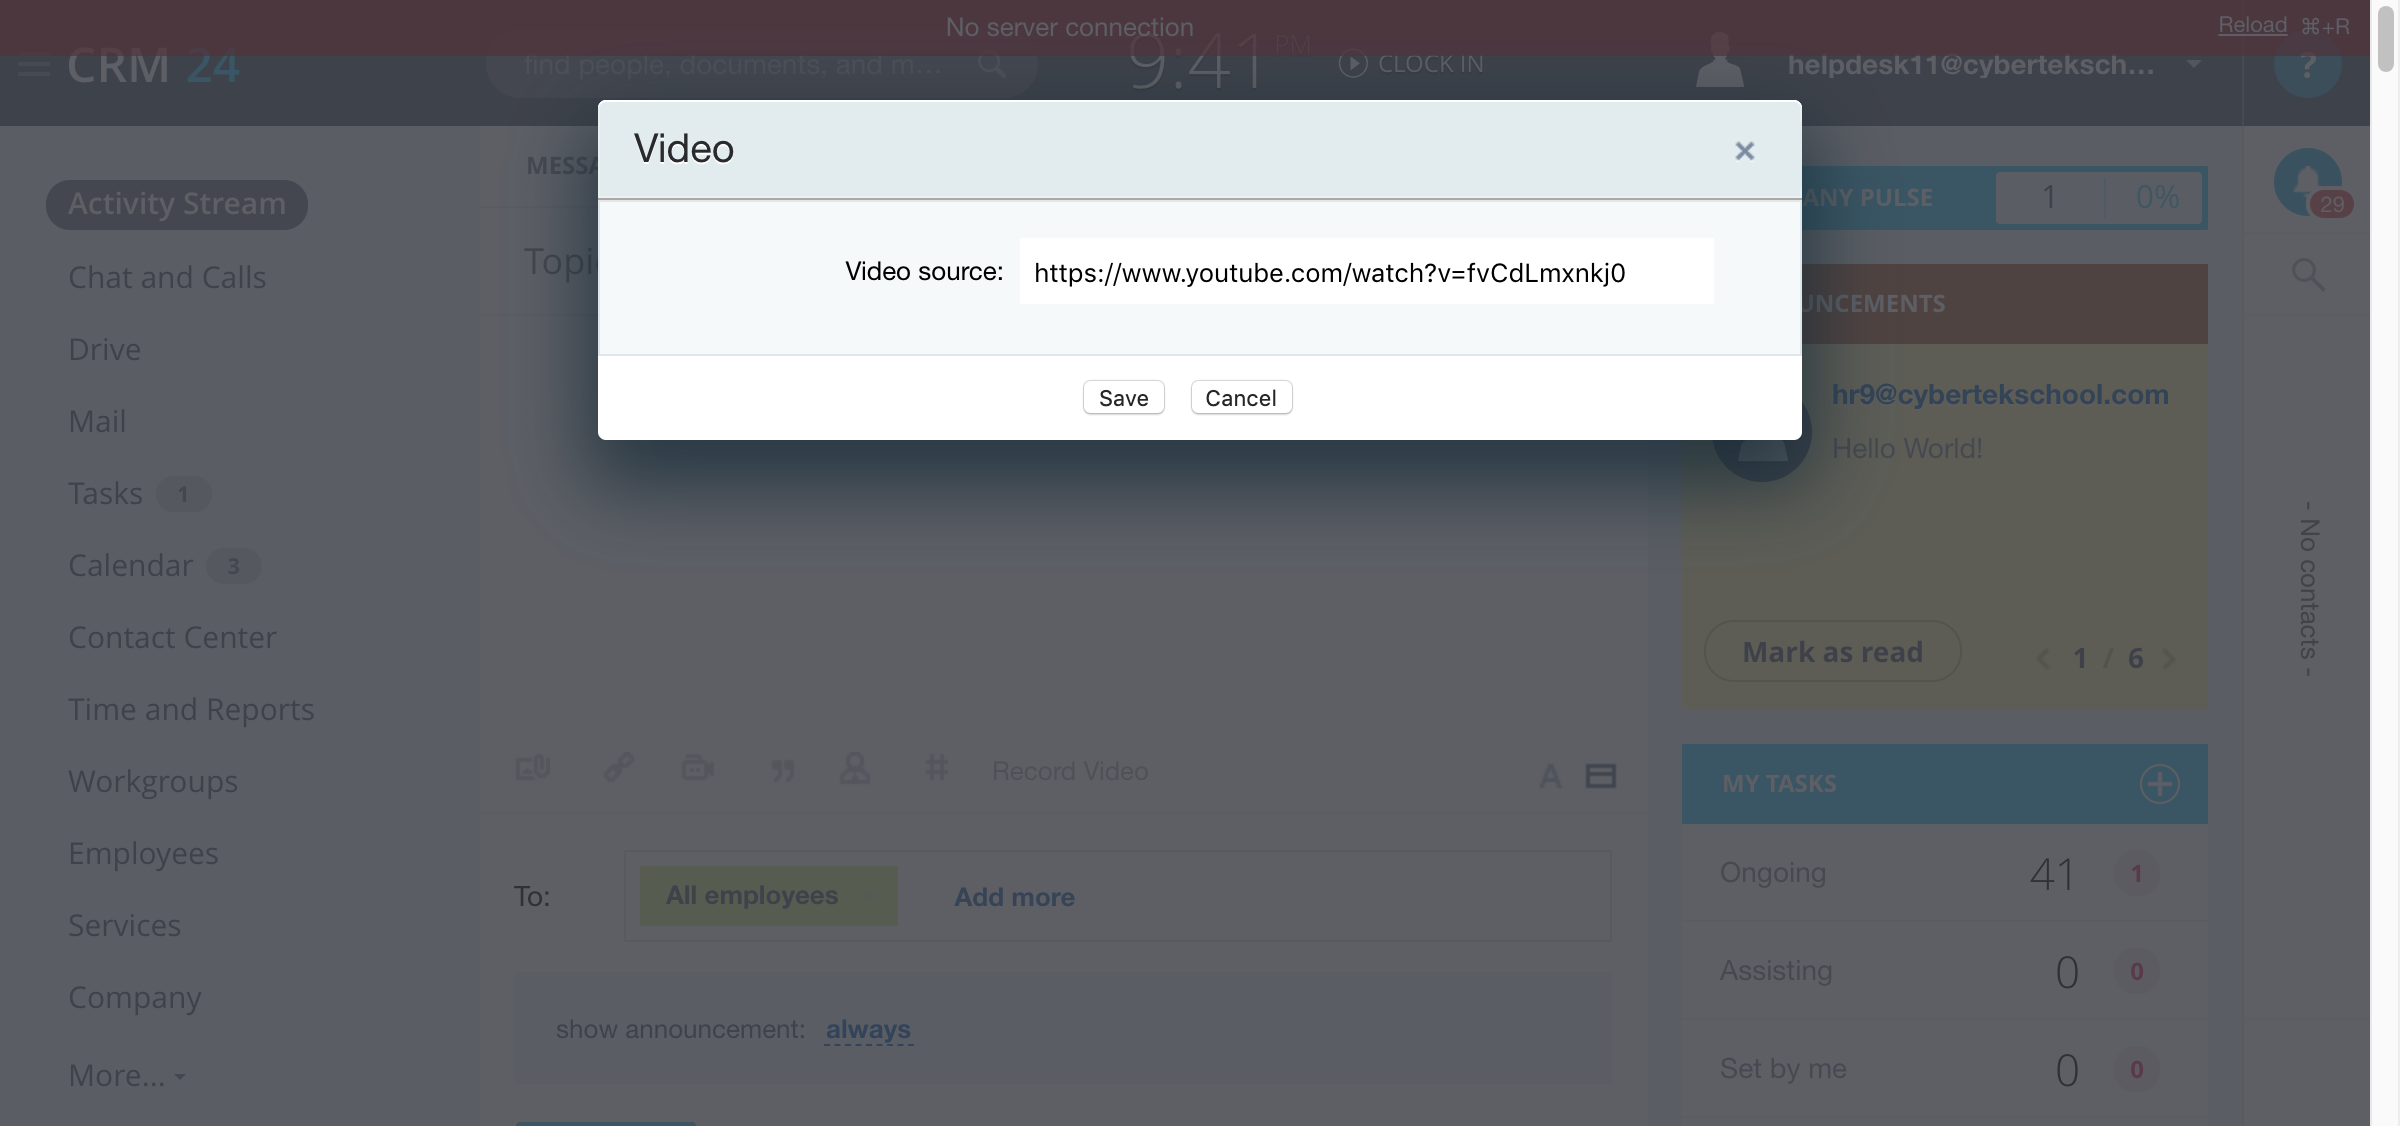 No server connection
Reload ⌘+R
CRM 24
find people, documents, and m...
9:41 PM
CLOCK IN
helpdesk11@cyberteksch...
?
Video
×
Video source: https://www.youtube.com/watch?v=fvCdLmxnkj0
Save Cancel
MESSA
Topi
Activity Stream
Chat and Calls
Drive
Mail
Tasks 1
Calendar 3
Contact Center
Time and Reports
Workgroups
Employees
Services
Company
More...
# Record Video A
To: All employees Add more
show announcement: always
ANY PULSE 1 0%
UNCEMENTS
hr9@cybertekschool.com
Hello World!
Mark as read 1 / 6
MY TASKS
Ongoing 41 1
Assisting 0 0
Set by me 0 0
29
- No contacts -